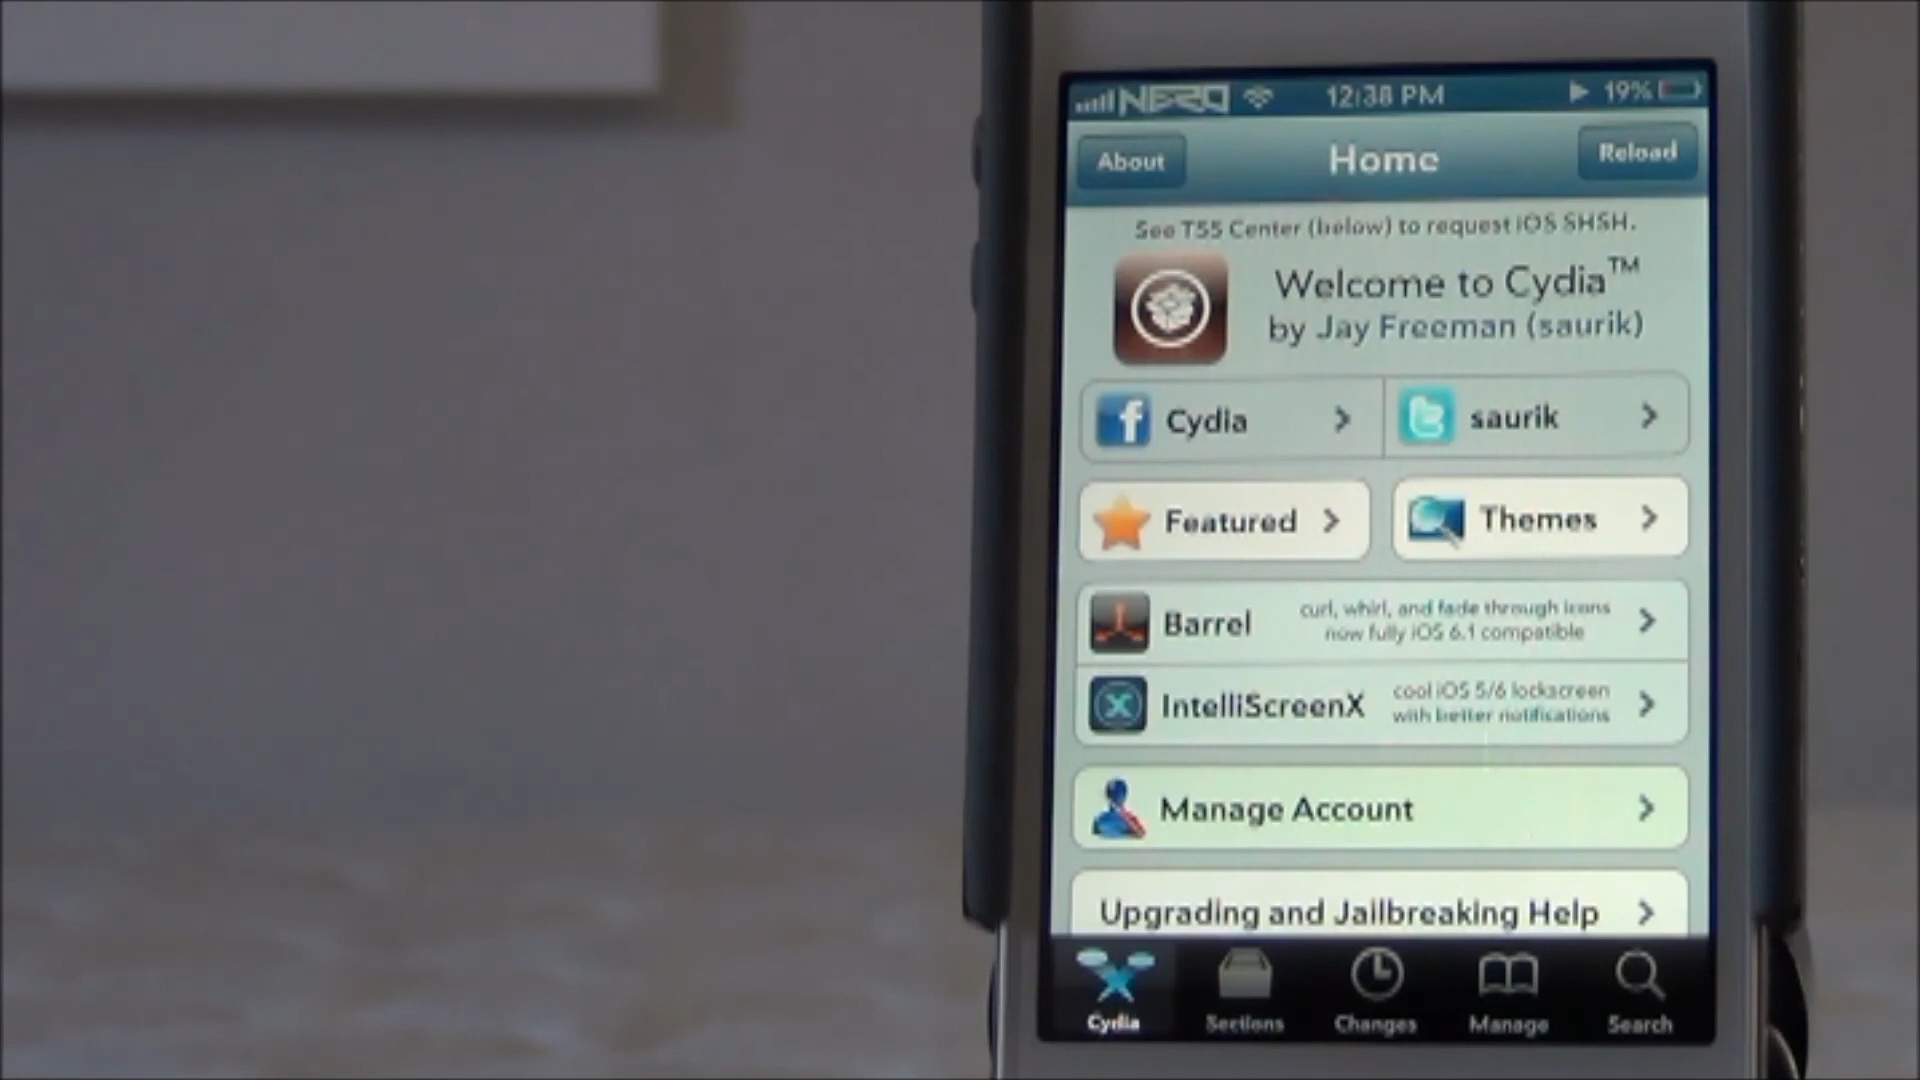 NERO 12:38 PM 19%
About Home Reload
See TSS Center (below) to request iOS SHSH.
Welcome to Cydia™
by Jay Freeman (saurik)
Cydia saurik
Featured Themes
Barrel
curl, whirl, and fade through icons
now fully iOS 6.1 compatible
IntelliScreenX
cool iOS 5/6 lockscreen
with better notifications
Manage Account
Upgrading and Jailbreaking Help
Cydia Sections Changes Manage Search